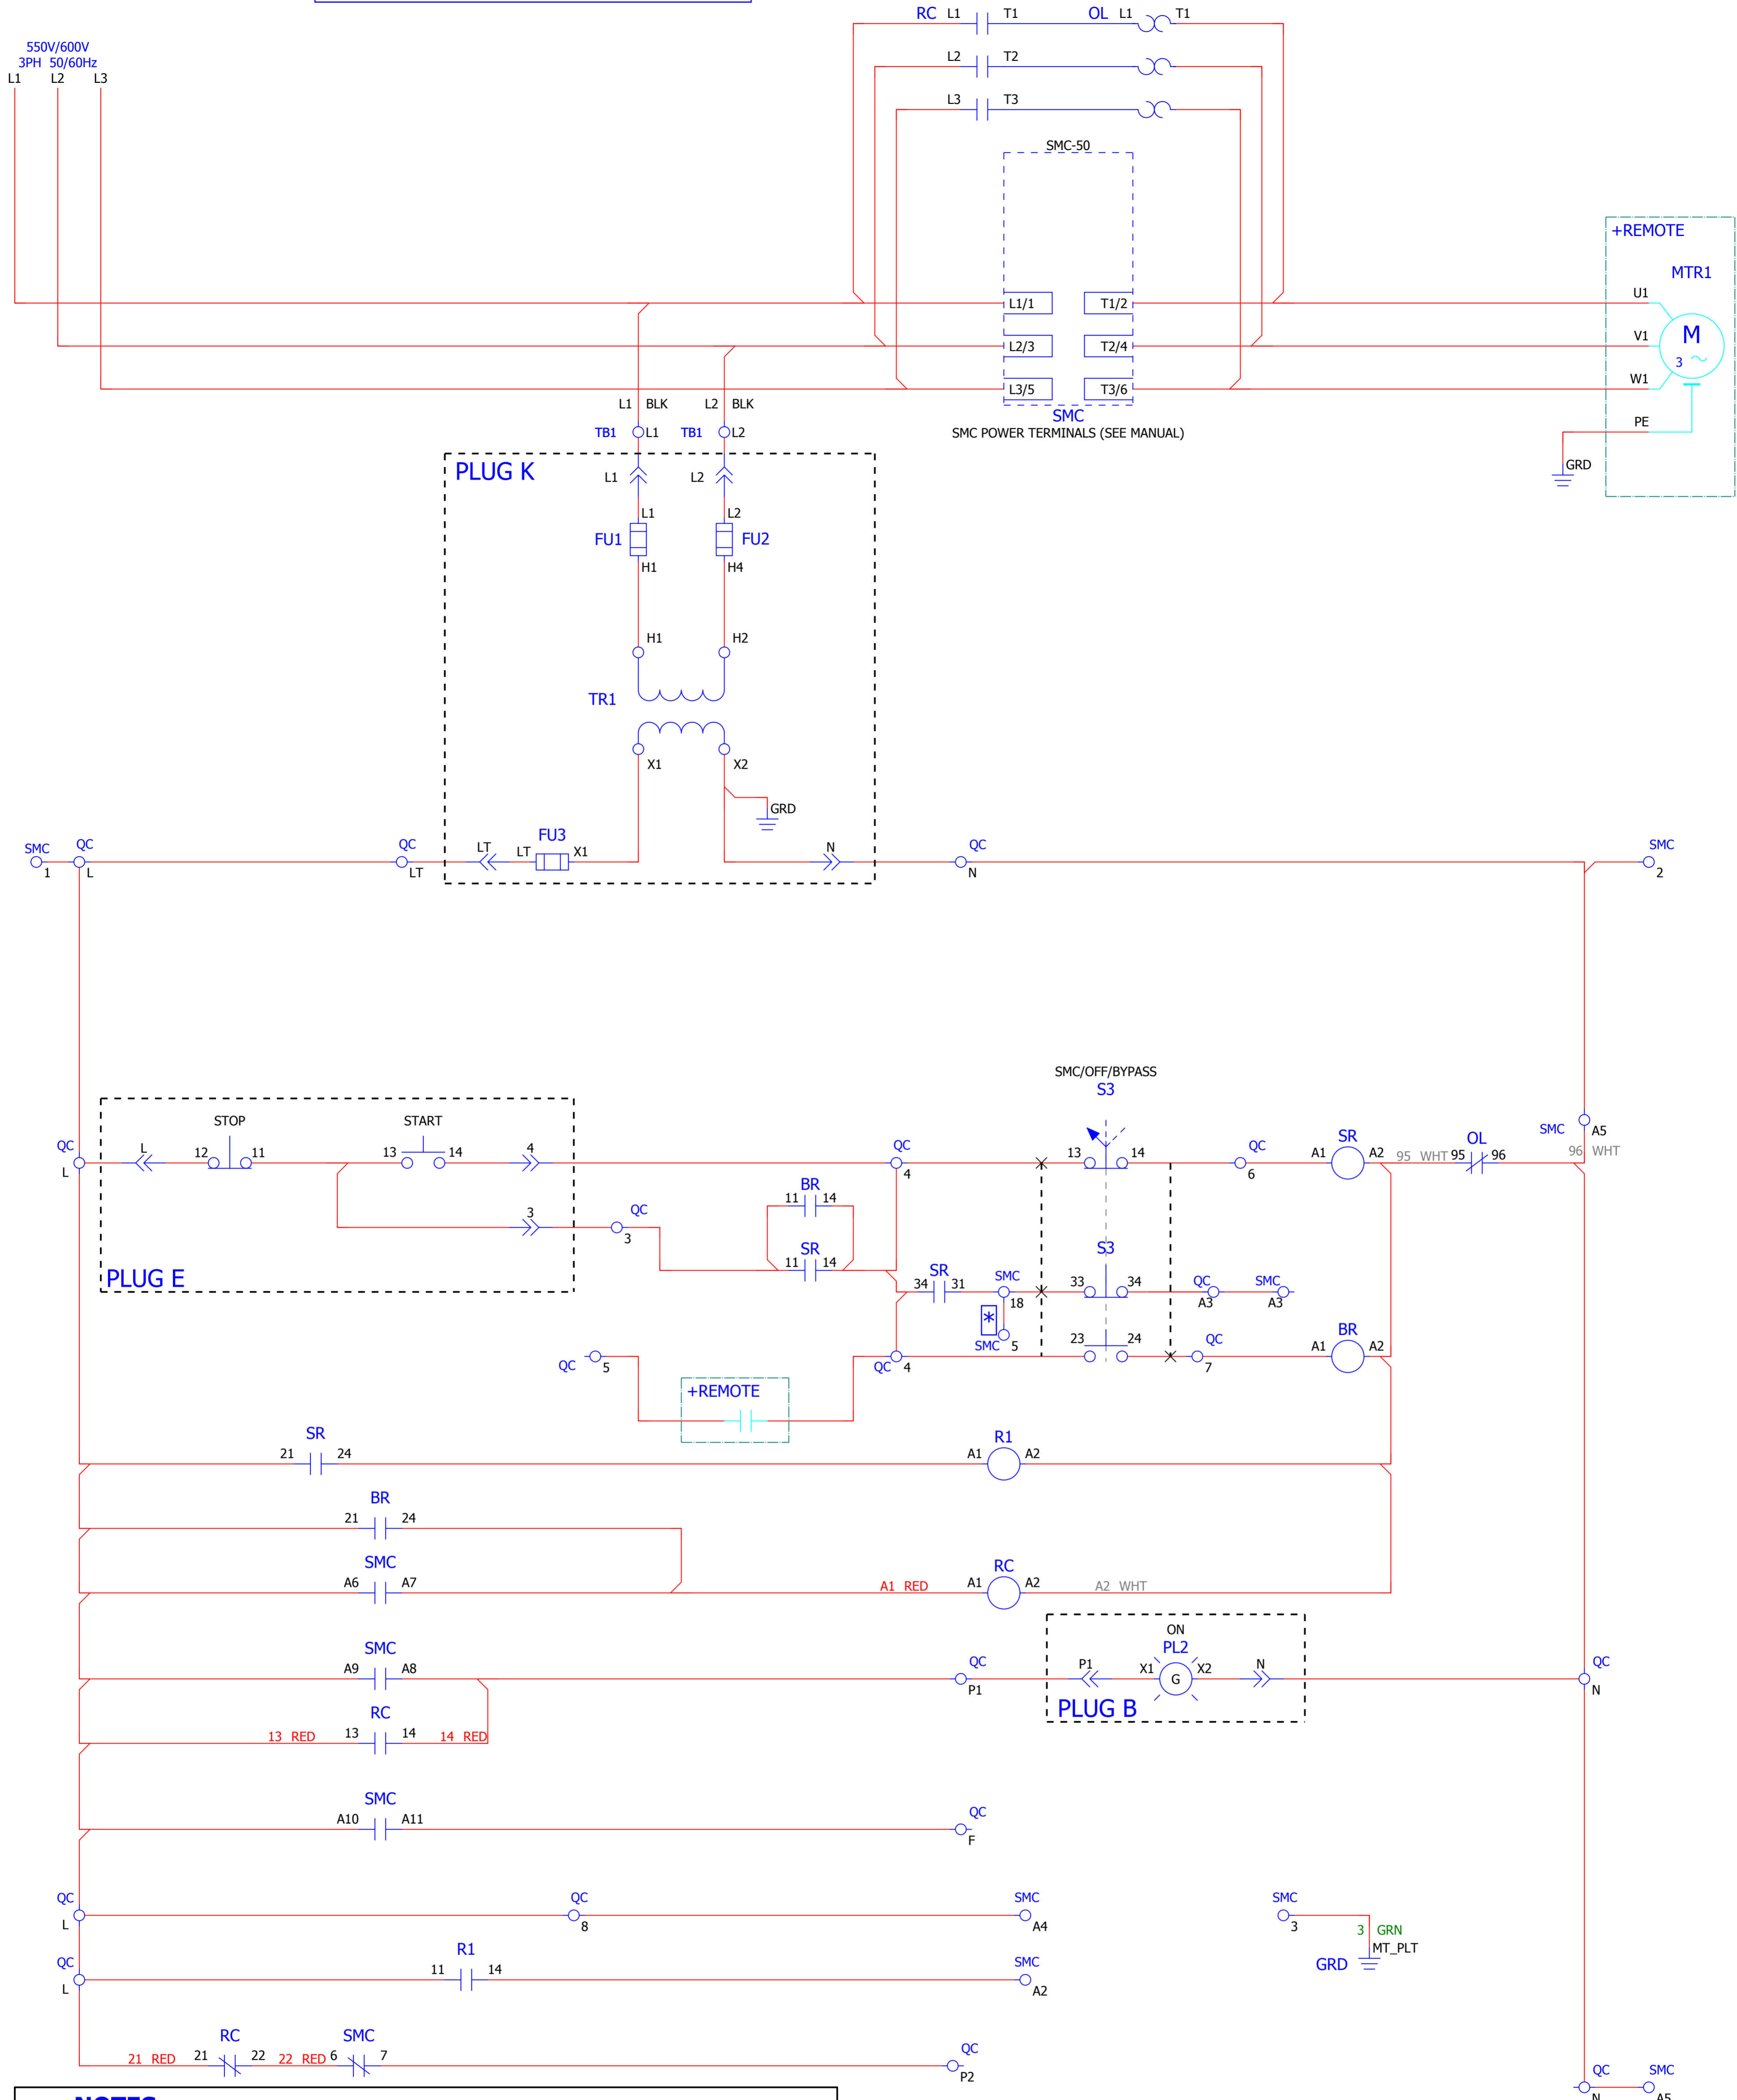 RC L1 T1 OL L1 T1
550V/600V
3PH 50/60Hz
L1 L2 L3
L2 T2
L3 T3
SMC-50
+REMOTE
MTR1
U1
L1/1 T1/2
V1
M
3
L2/3 T2/4
W1
L3/5 T3/6
L1 BLK L2 BLK
SMC
PE
TB1 L1 TB1 L2
SMC POWER TERMINALS (SEE MANUAL)
PLUG K
GRD
L1 L2
L1 L2
FU1 FU2
H1 H4
H1 H2
TR1
X1 X2
GRD
FU3
SMC QC QC LT LT X1 N QC SMC
1 L LT N 2
SMC/OFF/BYPASS
S3
STOP START
SMC A5
QC L 12 11 13 14 4 QC 13 14 QC SR OL
A1 A2 95 WHT 95 96 96 WHT
L 4 6
BR
11 14
3 QC
3
SR S3
11 14
PLUG E
SR
34 31 SMC 33 34 QC SMC
18 A3 A3
*
SMC 5 23 24 QC BR
A1 A2
QC 5 QC 4 7
+REMOTE
SR R1
21 24 A1 A2
BR
21 24
SMC RC
A6 A7 A1 RED A1 A2 A2 WHT
ON
SMC PL2
A9 A8 QC P1 X1 G X2 N QC
P1 N
RC PLUG B
13 RED 13 14 14 RED
SMC
A10 A11 QC
F
QC QC SMC SMC
L 8 A4 3
3 GRN
R1 MT_PLT
QC 11 14 SMC GRD
L A2
RC SMC
21 RED 21 22 22 RED 6 7 QC
P2
QC SMC
N A5
NOTES